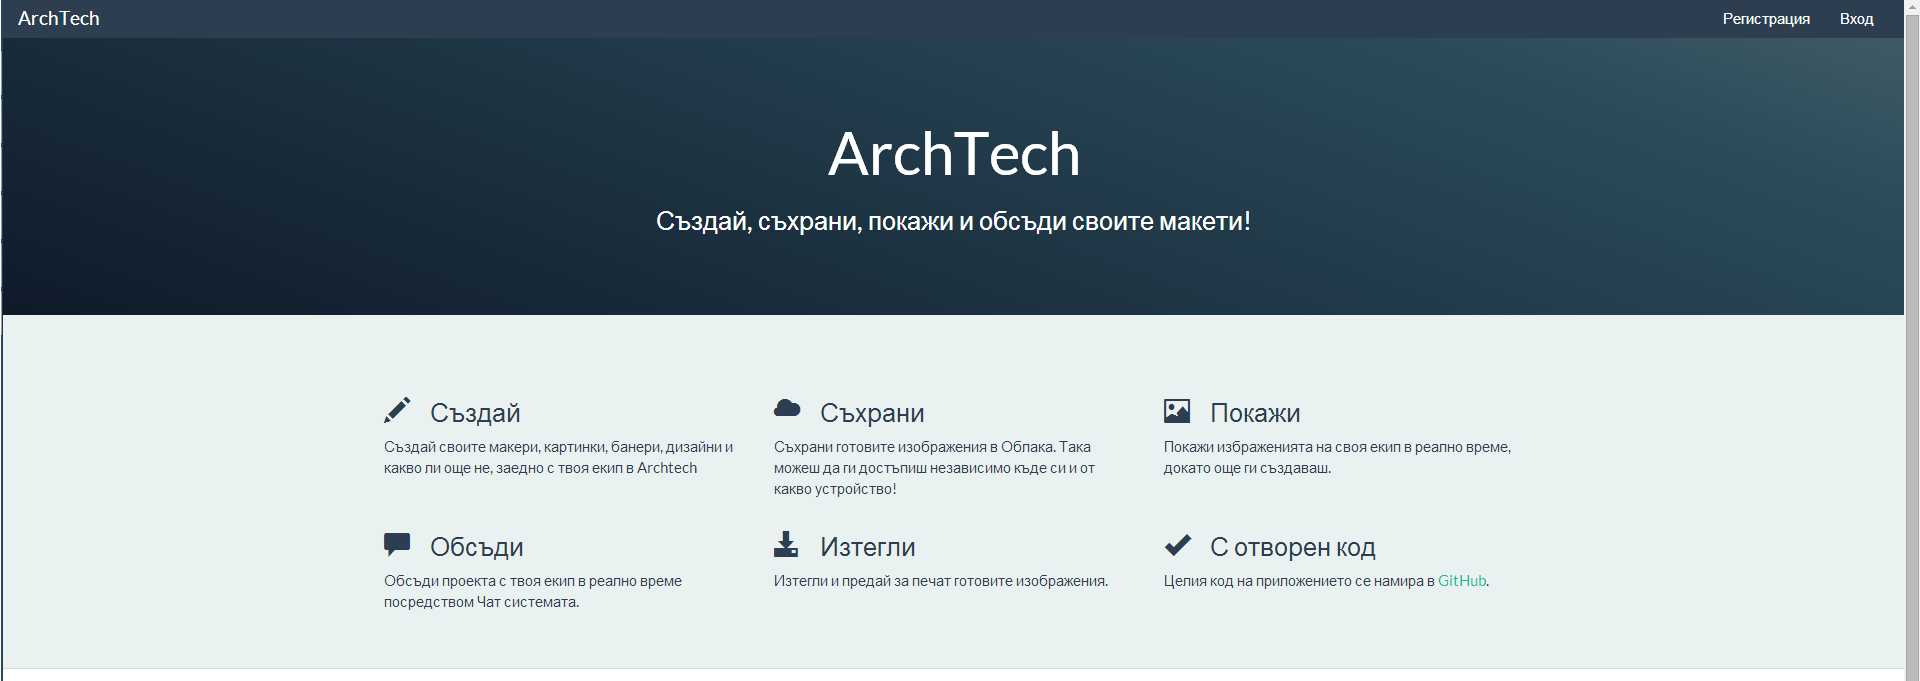 ArchTech
Регистрация
Вход
ArchTech
Създай, съхрани, покажи и обсъди своите макети!
Създай
Създай своите макери, картинки, банери, дизайни и
какво ли още не, заедно с твоя екип в Archtech
Съхрани
Съхрани готовите изображения в Облака. Така
можеш да ги достъпиш независимо къде си и от
какво устройство!
Покажи
Покажи избраженията на своя екип в реално време,
докато още ги създаваш.
Обсъди
Обсъди проекта с твоя екип в реално време
посредством Чат системата.
Изтегли
Изтегли и предай за печат готовите изображения.
С отворен код
Целия код на приложението се намира в GitHub.